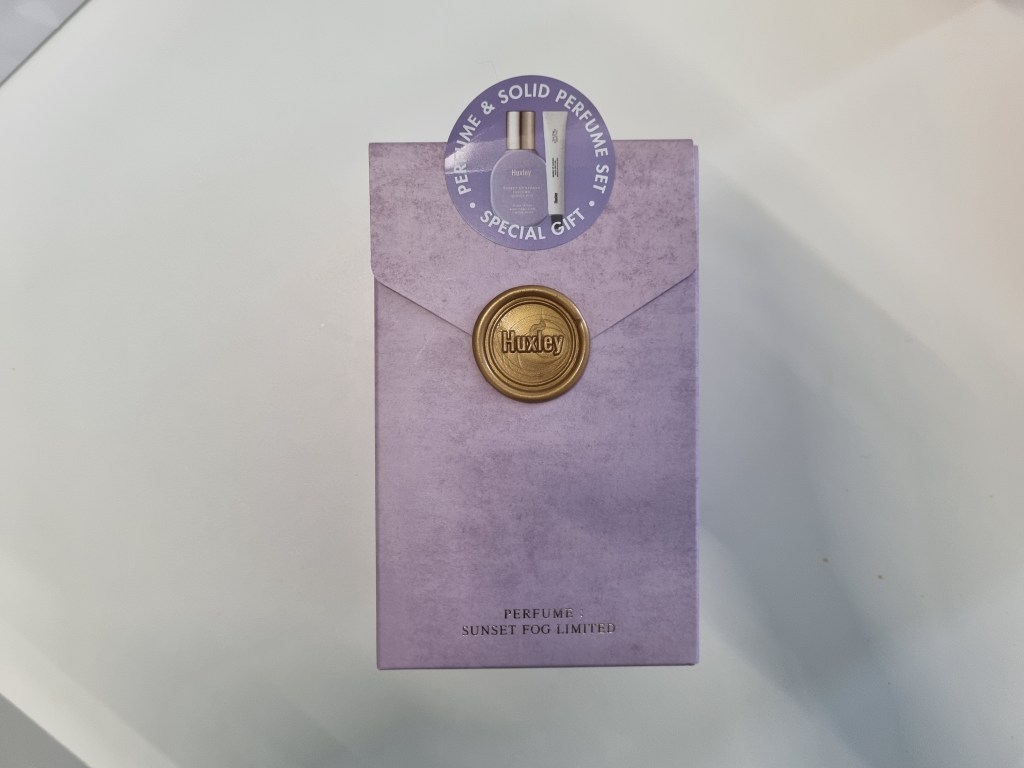 • PERFUME & SOLID PERFUME SET •
SPECIAL GIFT
Huxley
Huxley
PERFUME .
SUNSET FOG LIMITED